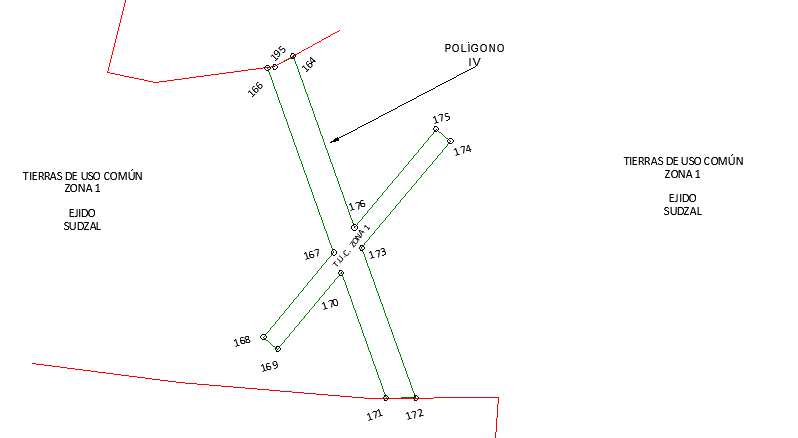 POLÍGONO
IV
195
164
166
175
174
TIERRAS DE USO COMÚN
ZONA 1
EJIDO
SUDZAL
TIERRAS DE USO COMÚN
ZONA 1
EJIDO
SUDZAL
176
T.U.C. ZONA 1
167
173
170
168
169
171
172